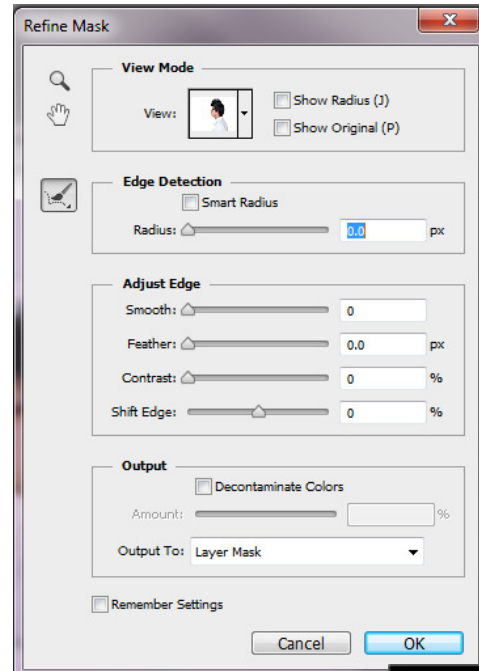 Refine Mask
View Mode
View:
Show Radius (J)
Show Original (P)
Edge Detection
Smart Radius
Radius: 0.0 px
Adjust Edge
Smooth: 0
Feather: 0.0 px
Contrast: 0 %
Shift Edge: 0 %
Output
Decontaminate Colors
Amount: %
Output To: Layer Mask
Remember Settings
Cancel OK